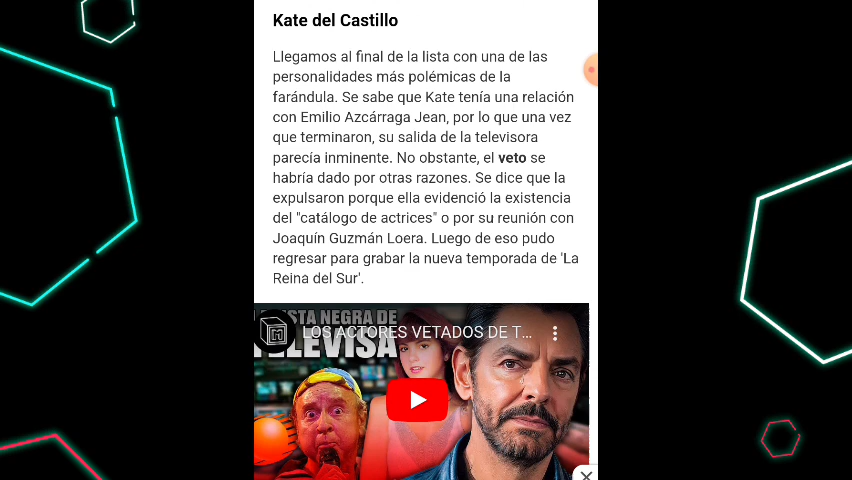 Kate del Castillo
Llegamos al final de la lista con una de las
personalidades más polémicas de la
farándula. Se sabe que Kate tenía una relación
con Emilio Azcárraga Jean, por lo que una vez
que terminaron, su salida de la televisora
parecía inminente. No obstante, el veto se
habría dado por otras razones. Se dice que la
expulsaron porque ella evidenció la existencia
del "catálogo de actrices" o por su reunión con
Joaquín Guzmán Loera. Luego de eso pudo
regresar para grabar la nueva temporada de 'La
Reina del Sur'.
LISTA NEGRA DE
LOS ACTORES VETADOS DE T...
TELEVISA